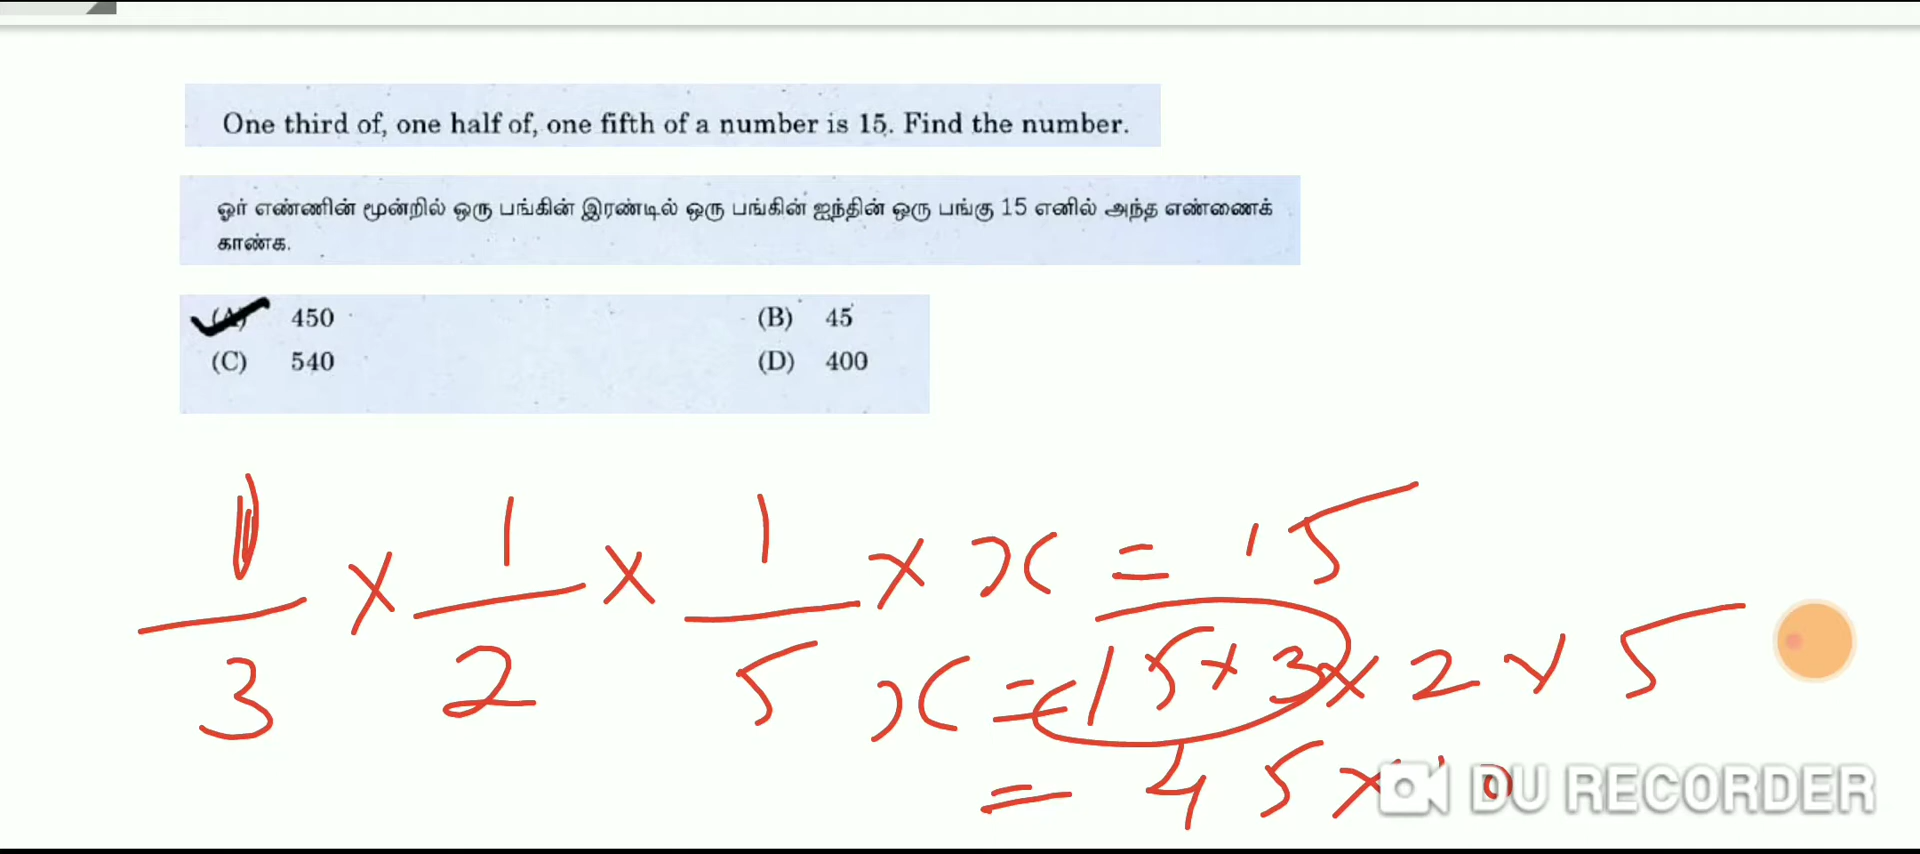 One third of, one half of, one fifth of a number is 15. Find the number.
ஓர் எண்ணின் மூன்றில் ஒரு பங்கின் இரண்டில் ஒரு பங்கின் ஐந்தின் ஒரு பங்கு 15 எனில் அந்த எண்ணைக்
காண்க.
(A) 450 (B) 45
(C) 540 (D) 400
1/3 × 1/2 × 1/5 × x = 15
x = 15 × 3 × 2 × 5
= 45 × 10
DU RECORDER